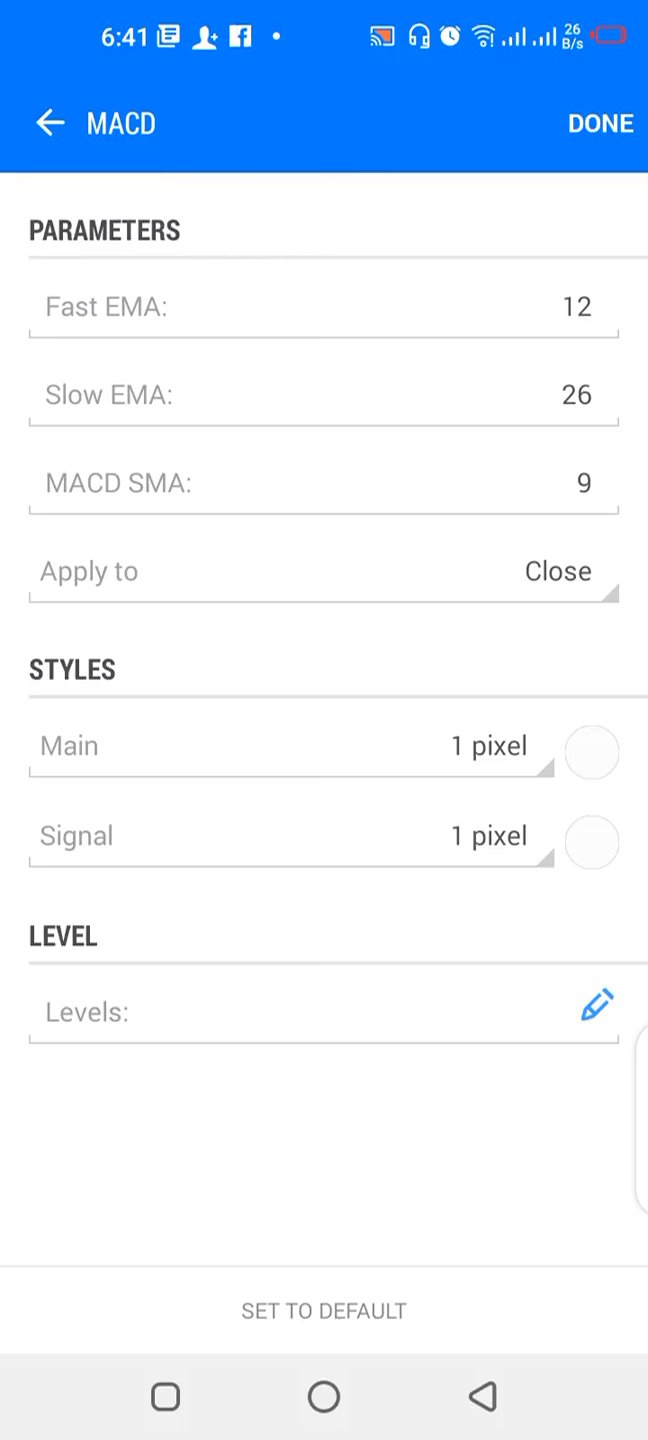 6:41 26 B/s
MACD DONE
PARAMETERS
Fast EMA: 12
Slow EMA: 26
MACD SMA: 9
Apply to Close
STYLES
Main 1 pixel
Signal 1 pixel
LEVEL
Levels:
SET TO DEFAULT